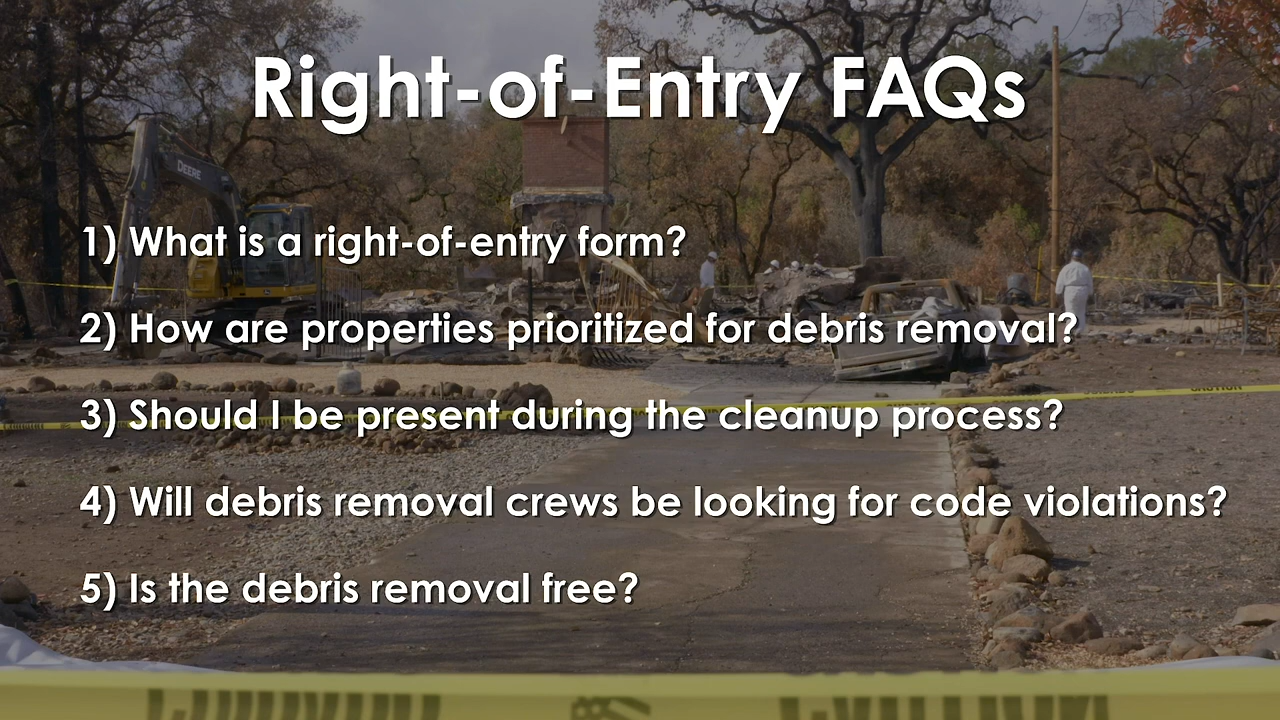 Right-of-Entry FAQs
DEERE
1) What is a right-of-entry form?
2) How are properties prioritized for debris removal?
3) Should I be present during the cleanup process?
CAUTION
4) Will debris removal crews be looking for code violations?
5) Is the debris removal free?